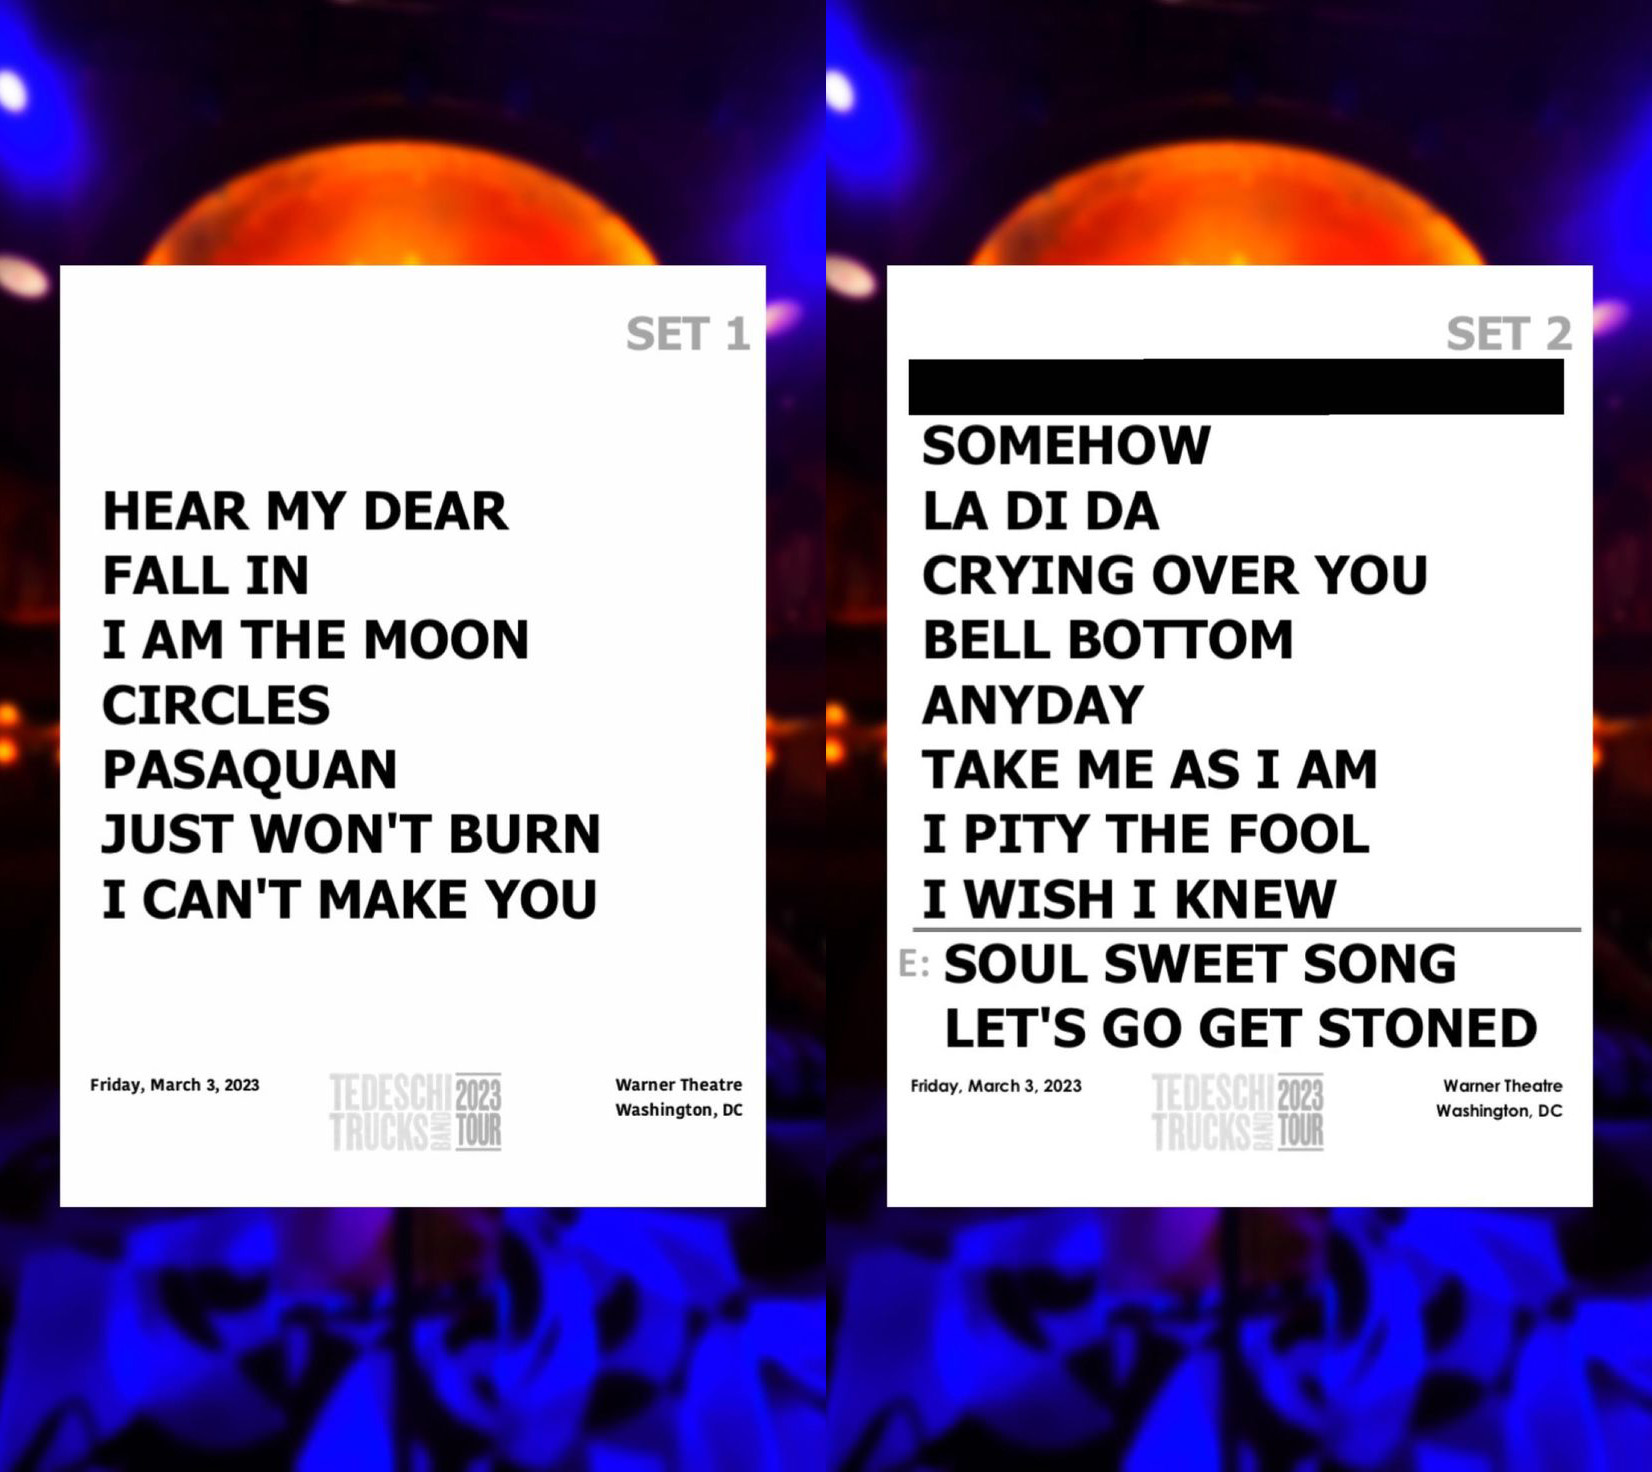 SET 1
HEAR MY DEAR
FALL IN
I AM THE MOON
CIRCLES
PASAQUAN
JUST WON'T BURN
I CAN'T MAKE YOU
Friday, March 3, 2023
TEDESCHI TRUCKS BAND
2023 TOUR
Warner Theatre
Washington, DC
SET 2
SOMEHOW
LA DI DA
CRYING OVER YOU
BELL BOTTOM
ANYDAY
TAKE ME AS I AM
I PITY THE FOOL
I WISH I KNEW
E: SOUL SWEET SONG
LET'S GO GET STONED
Friday, March 3, 2023
TEDESCHI TRUCKS BAND
2023 TOUR
Warner Theatre
Washington, DC